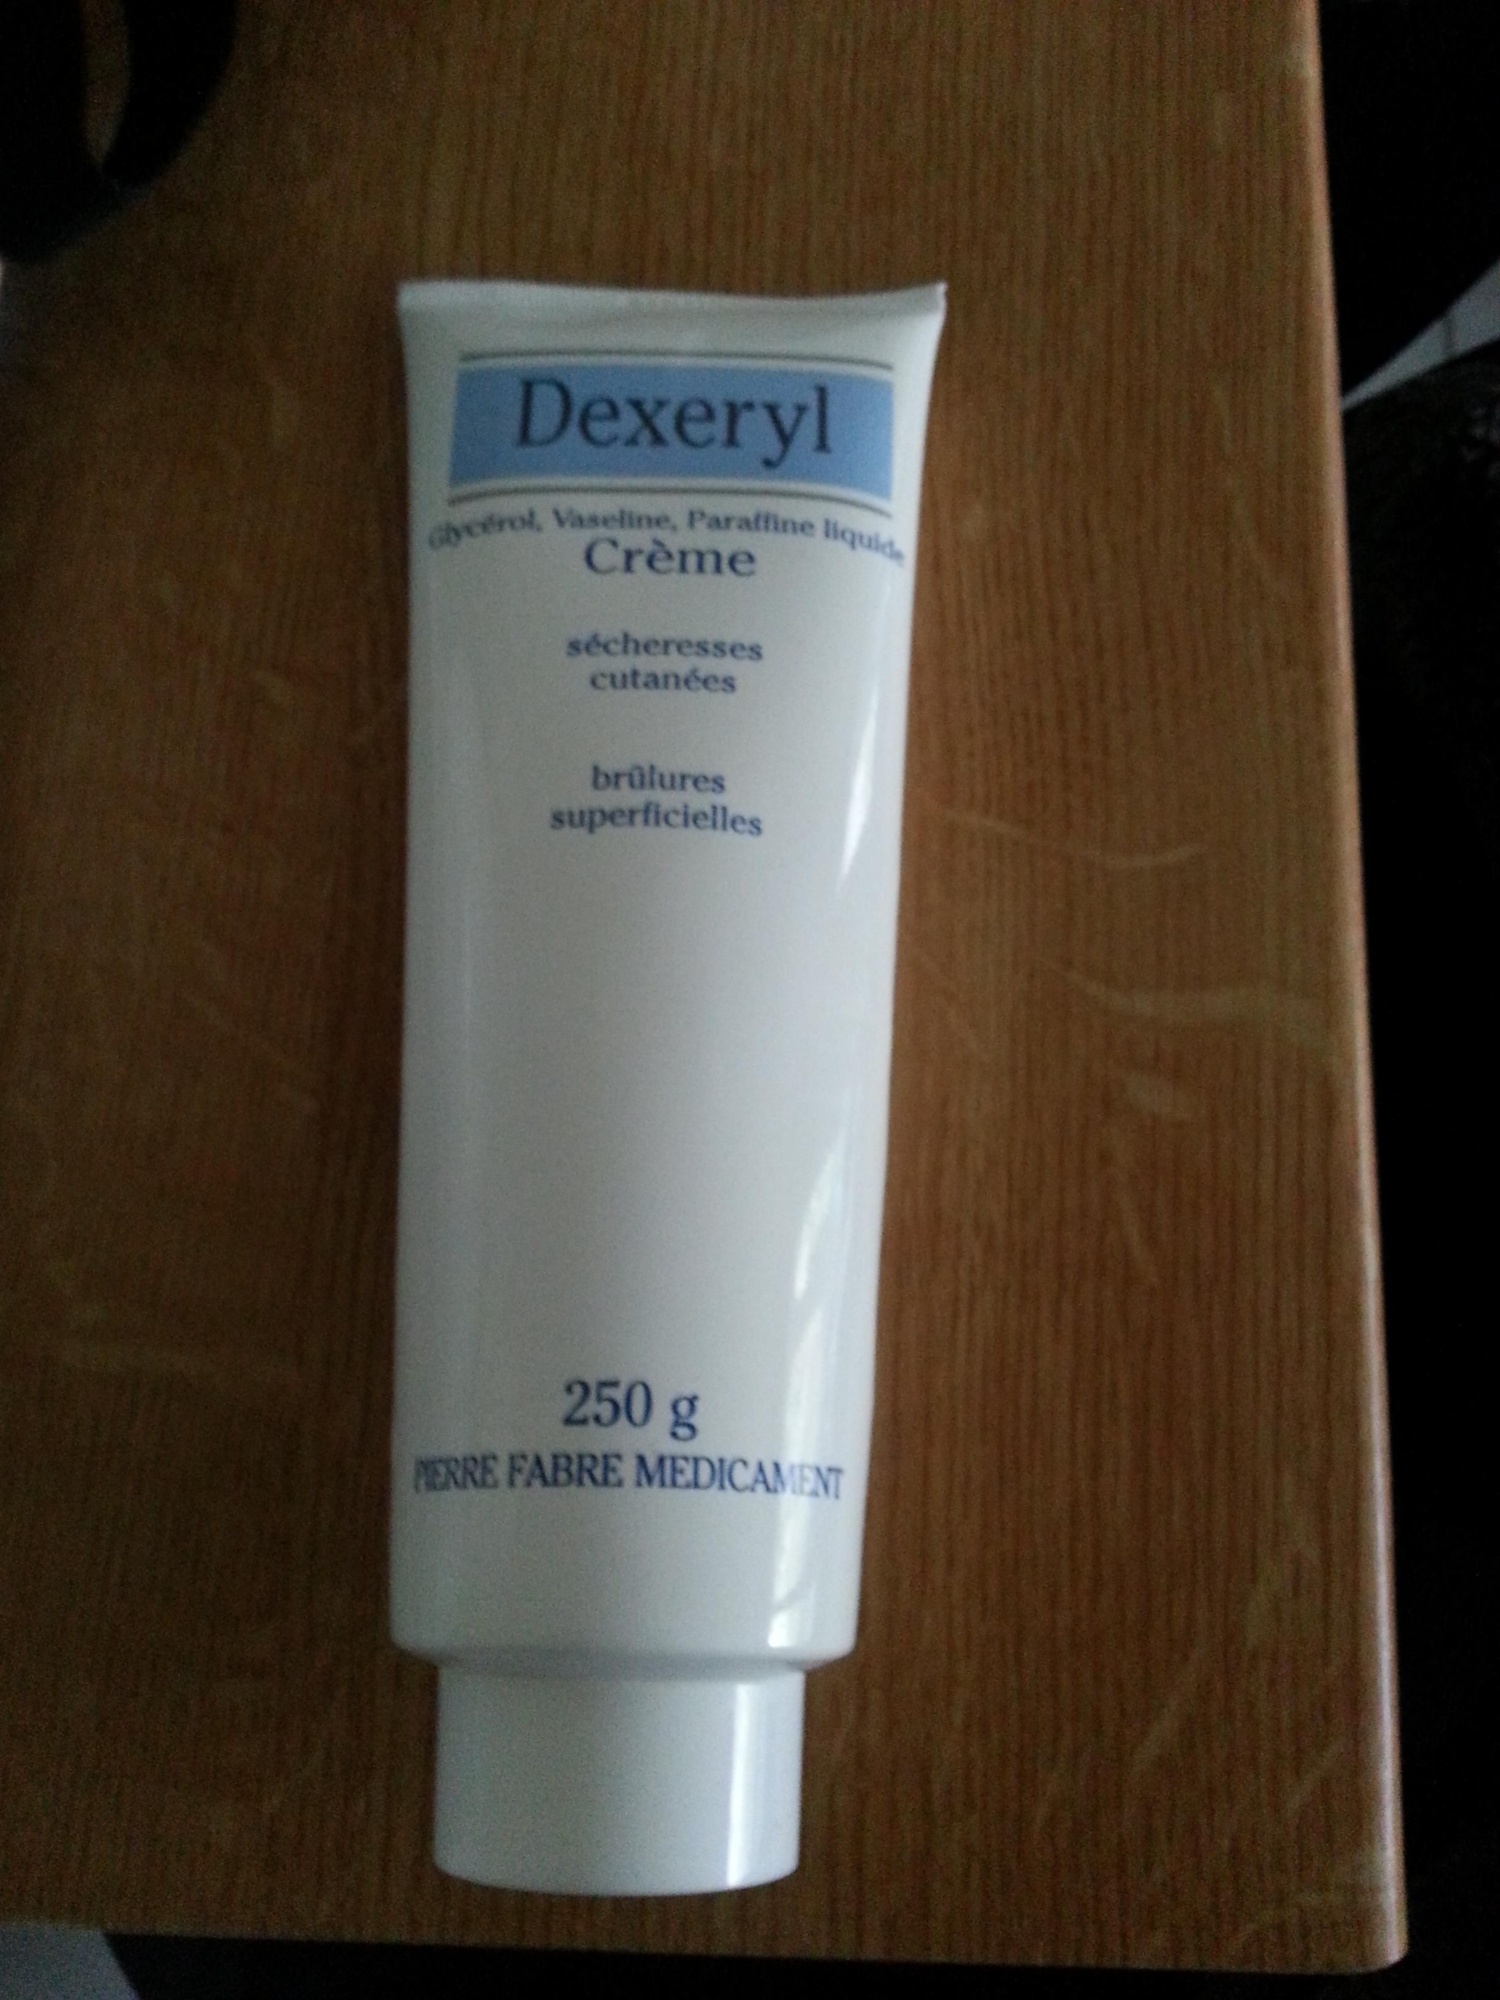 Dexeryl
Glycérol, Vaseline, Paraffine liquide
Crème
sécheresses
cutanées
brûlures
superficielles
250 g
PIERRE FABRE MEDICAMENT